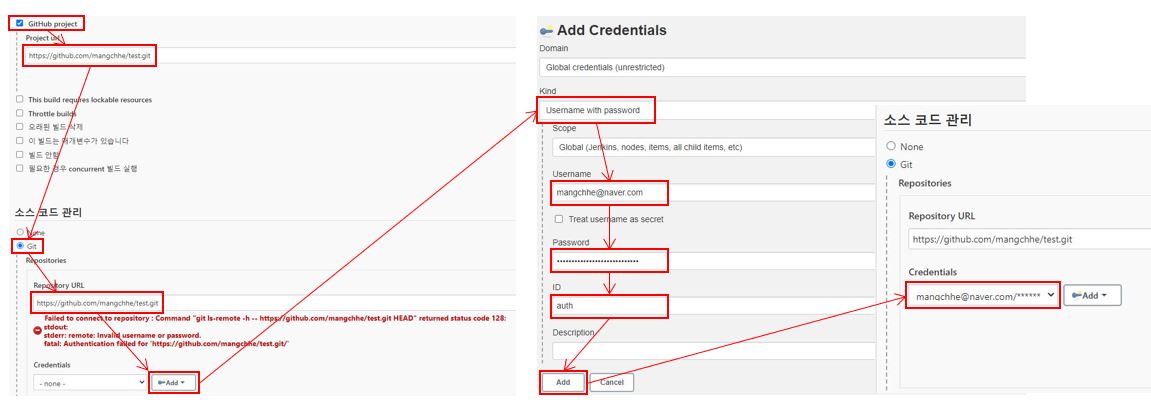 GitHub project
Project url
https://github.com/mangchhe/test.git
This build requires lockable resources
Throttle builds
오래된 빌드 삭제
이 빌드는 매개변수가 있습니다
빌드 안함
필요한 경우 concurrent 빌드 실행
소스 코드 관리
None
Git
Repositories
Repository URL
https://github.com/mangchhe/test.git
Failed to connect to repository : Command "git ls-remote -h -- https://github.com/mangchhe/test.git HEAD" returned status code 128:
stdout:
stderr: remote: Invalid username or password.
fatal: Authentication failed for 'https://github.com/mangchhe/test.git/'
Credentials
- none -
Add
Add Credentials
Domain
Global credentials (unrestricted)
Kind
Username with password
Scope
Global (Jenkins, nodes, items, all child items, etc)
Username
mangchhe@naver.com
Treat username as secret
Password
••••••••••••••••••••••••••••
ID
auth
Description
Add
Cancel
소스 코드 관리
None
Git
Repositories
Repository URL
https://github.com/mangchhe/test.git
Credentials
mangchhe@naver.com/******
Add